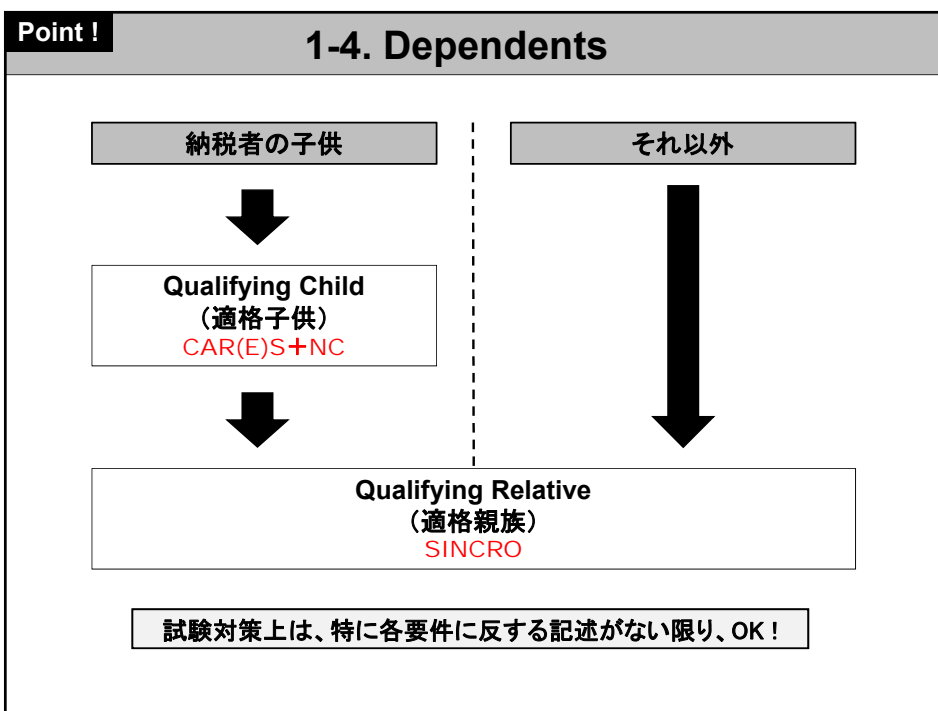 Point !
1-4. Dependents
納税者の子供
それ以外
Qualifying Child
（適格子供）
CAR(E)S+NC
Qualifying Relative
（適格親族）
SINCRO
試験対策上は、特に各要件に反する記述がない限り、OK！